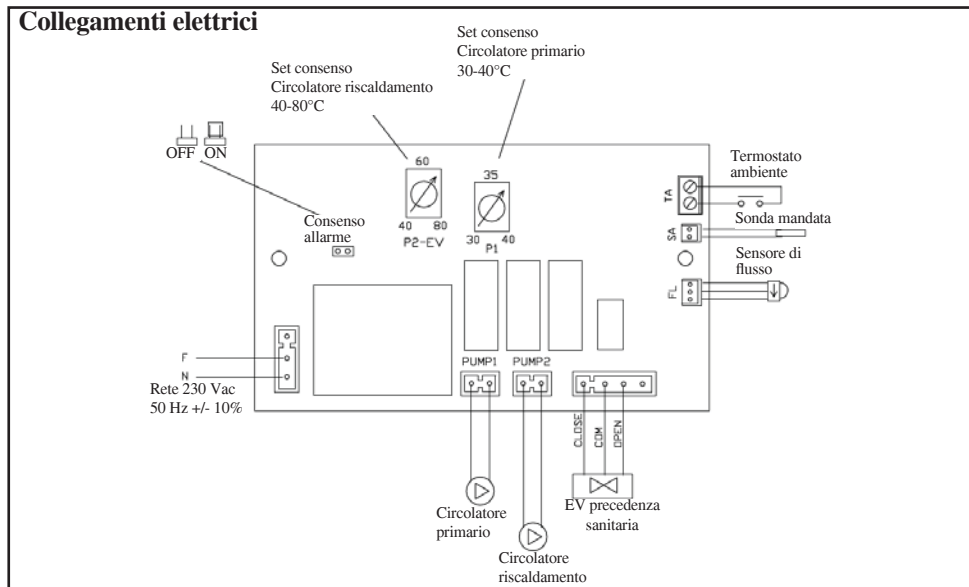 Collegamenti elettrici
Set consenso
Circolatore primario
30-40°C
Set consenso
Circolatore riscaldamento
40-80°C
OFF ON
60
40 80
P2-EV
35
30 40
P1
Consenso
allarme
Termostato
ambiente
TA
Sonda mandata
SA
Sensore di
flusso
FL
F
N
Rete 230 Vac
50 Hz +/- 10%
PUMP1 PUMP2
CLOSE
COM
OPEN
Circolatore
primario
EV precedenza
sanitaria
Circolatore
riscaldamento